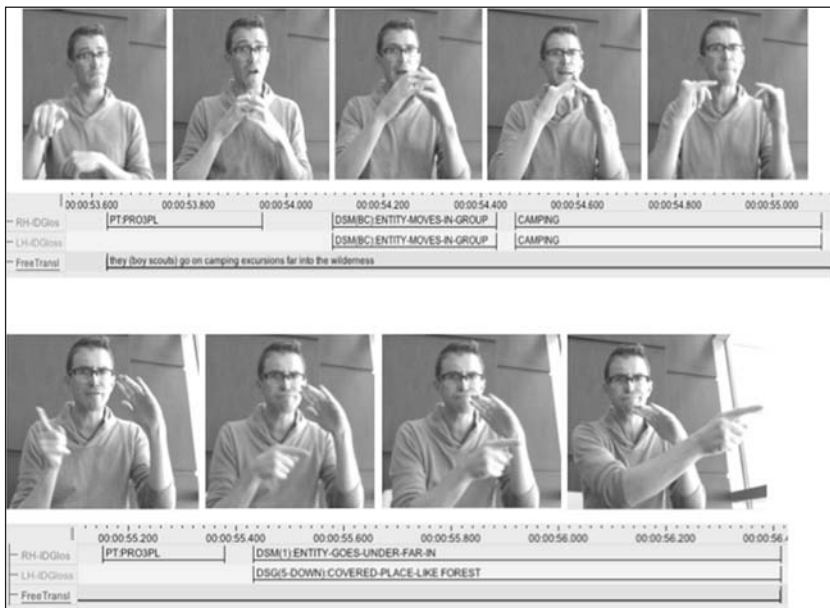 00:00:53.600 00:00:53.800 00:00:54.000 00:00:54.200 00:00:54.400 00:00:54.600 00:00:54.800 00:00:55.000
RH-IDGlos PT:PRO3PL DSM(BC):ENTITY-MOVES-IN-GROUP CAMPING
LH-IDGloss DSM(BC):ENTITY-MOVES-IN-GROUP CAMPING
FreeTransl they (boy scouts) go on camping excursions far into the wilderness
00:00:55.200 00:00:55.400 00:00:55.600 00:00:55.800 00:00:56.000 00:00:56.200 00:00:56.4
RH-IDGlos PT:PRO3PL DSM(1):ENTITY-GOES-UNDER-FAR-IN
LH-IDGloss DSG(5-DOWN):COVERED-PLACE-LIKE FOREST
FreeTransl